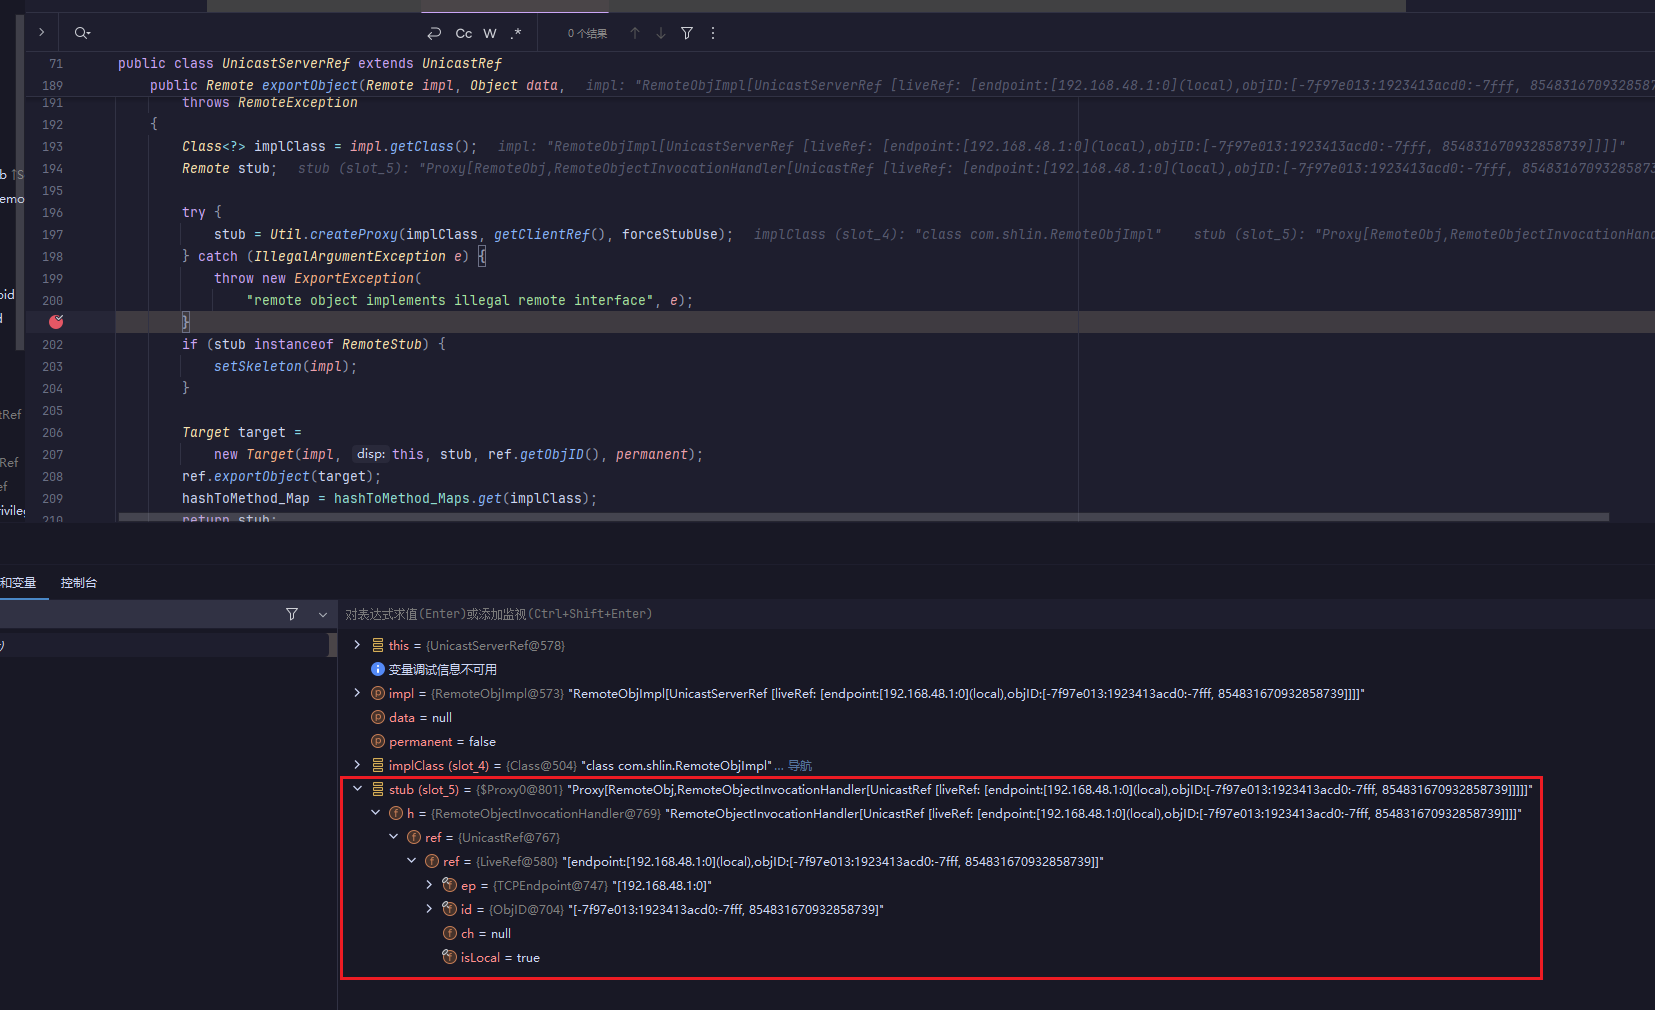 Cc W .* 0 个结果
71 public class UnicastServerRef extends UnicastRef
189 public Remote exportObject(Remote impl, Object data, impl: "RemoteObjImpl[UnicastServerRef [liveRef: [endpoint:[192.168.48.1:0](local),objID:[-7f97e013:1923413acd0:-7fff, 8548316709328587
191 throws RemoteException
192 {
193 Class<?> implClass = impl.getClass(); impl: "RemoteObjImpl[UnicastServerRef [liveRef: [endpoint:[192.168.48.1:0](local),objID:[-7f97e013:1923413acd0:-7fff, 854831670932858739]]]]"
194 Remote stub; stub (slot_5): "Proxy[RemoteObj,RemoteObjectInvocationHandler[UnicastRef [liveRef: [endpoint:[192.168.48.1:0](local),objID:[-7f97e013:1923413acd0:-7fff, 85483167093285873
195
196 try {
197 stub = Util.createProxy(implClass, getClientRef(), forceStubUse); implClass (slot_4): "class com.shlin.RemoteObjImpl" stub (slot_5): "Proxy[RemoteObj,RemoteObjectInvocationHand
198 } catch (IllegalArgumentException e) {
199 throw new ExportException(
200 "remote object implements illegal remote interface", e);
}
202 if (stub instanceof RemoteStub) {
203 setSkeleton(impl);
204 }
205
206 Target target =
207 new Target(impl, disp: this, stub, ref.getObjID(), permanent);
208 ref.exportObject(target);
209 hashToMethod_Map = hashToMethod_Maps.get(implClass);
210 return stub;
b ↑S
emo
oid
d
tRef
Ref
ef
rivileg
和变量 控制台
对表达式求值(Enter)或添加监视(Ctrl+Shift+Enter)
this = {UnicastServerRef@578}
变量调试信息不可用
impl = {RemoteObjImpl@573} "RemoteObjImpl[UnicastServerRef [liveRef: [endpoint:[192.168.48.1:0](local),objID:[-7f97e013:1923413acd0:-7fff, 854831670932858739]]]]"
data = null
permanent = false
implClass (slot_4) = {Class@504} "class com.shlin.RemoteObjImpl" ... 导航
stub (slot_5) = {$Proxy0@801} "Proxy[RemoteObj,RemoteObjectInvocationHandler[UnicastRef [liveRef: [endpoint:[192.168.48.1:0](local),objID:[-7f97e013:1923413acd0:-7fff, 854831670932858739]]]]]"
h = {RemoteObjectInvocationHandler@769} "RemoteObjectInvocationHandler[UnicastRef [liveRef: [endpoint:[192.168.48.1:0](local),objID:[-7f97e013:1923413acd0:-7fff, 854831670932858739]]]]"
ref = {UnicastRef@767}
ref = {LiveRef@580} "[endpoint:[192.168.48.1:0](local),objID:[-7f97e013:1923413acd0:-7fff, 854831670932858739]]"
ep = {TCPEndpoint@747} "[192.168.48.1:0]"
id = {ObjID@704} "[-7f97e013:1923413acd0:-7fff, 854831670932858739]"
ch = null
isLocal = true